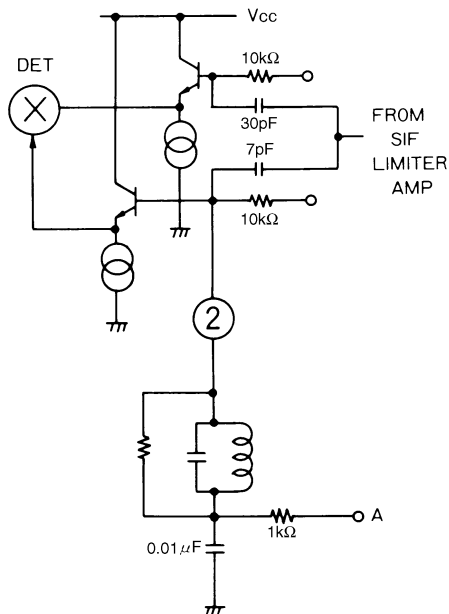 Vcc
DET
10kΩ
30pF
7pF
10kΩ
FROM
SIF
LIMITER
AMP
2
A
1kΩ
0.01μF